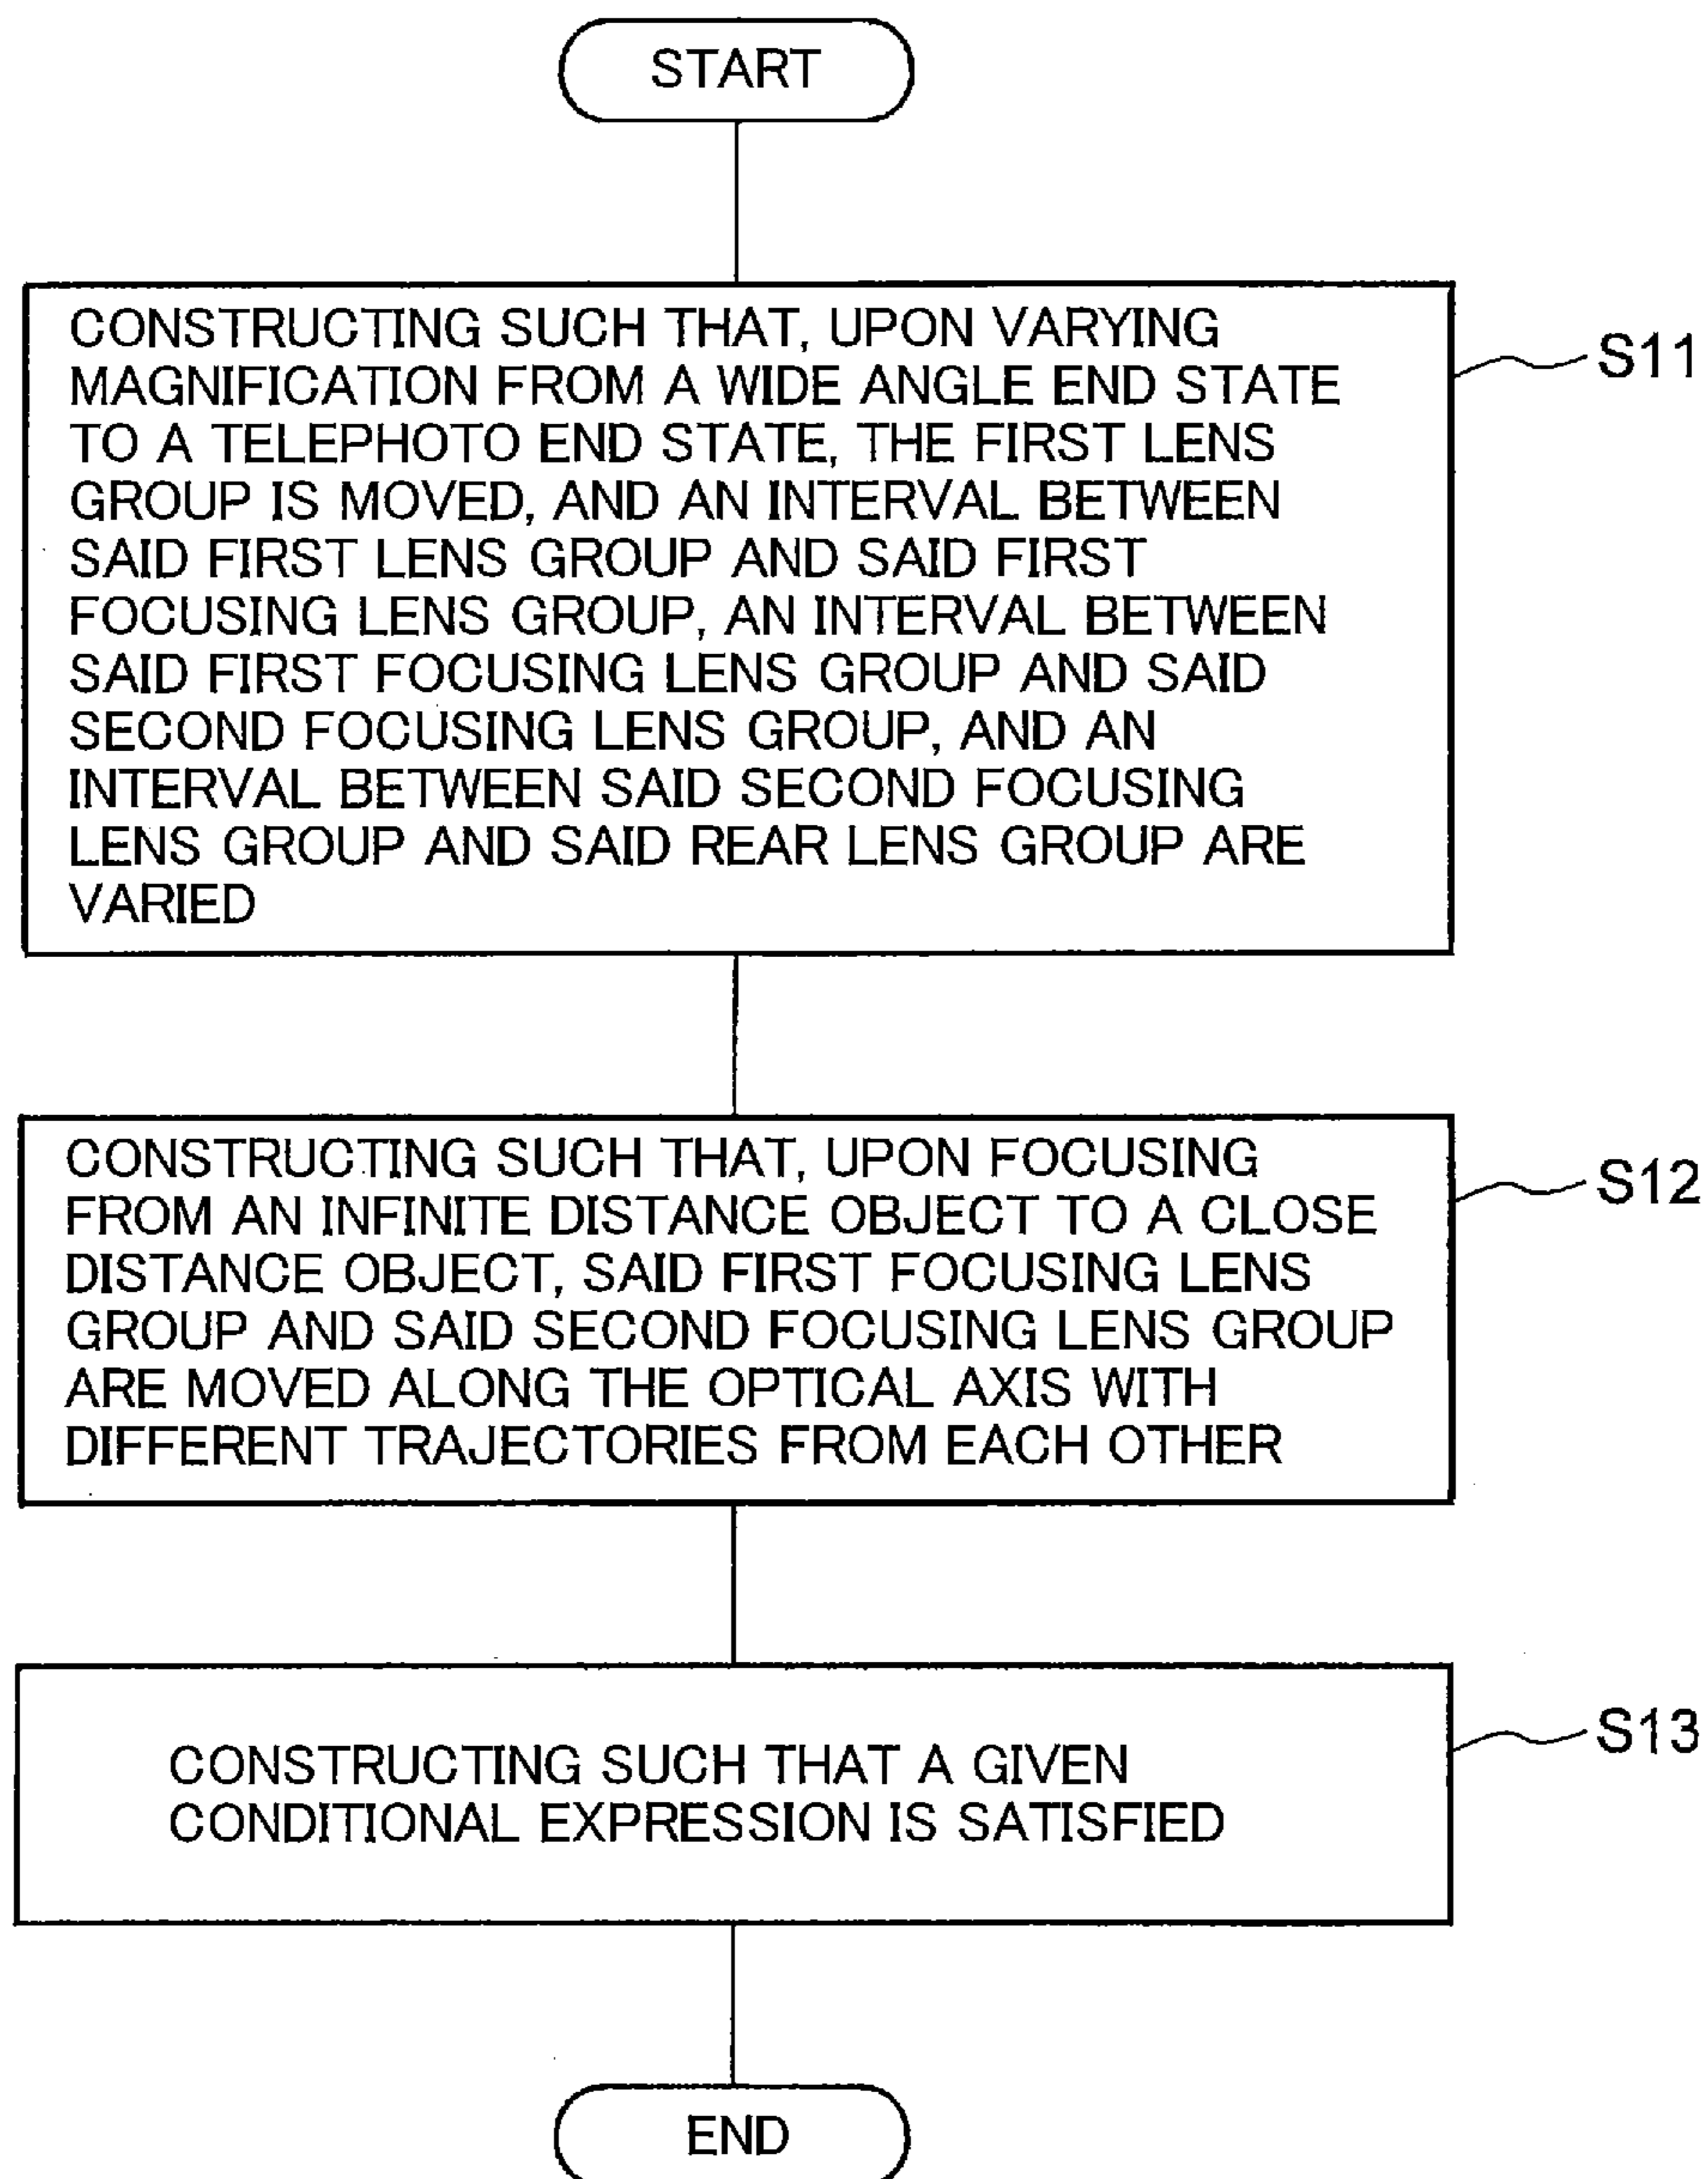 START
CONSTRUCTING SUCH THAT, UPON VARYING
MAGNIFICATION FROM A WIDE ANGLE END STATE
TO A TELEPHOTO END STATE, THE FIRST LENS
GROUP IS MOVED, AND AN INTERVAL BETWEEN
SAID FIRST LENS GROUP AND SAID FIRST
FOCUSING LENS GROUP, AN INTERVAL BETWEEN
SAID FIRST FOCUSING LENS GROUP AND SAID
SECOND FOCUSING LENS GROUP, AND AN
INTERVAL BETWEEN SAID SECOND FOCUSING
LENS GROUP AND SAID REAR LENS GROUP ARE
VARIED
S11
CONSTRUCTING SUCH THAT, UPON FOCUSING
FROM AN INFINITE DISTANCE OBJECT TO A CLOSE
DISTANCE OBJECT, SAID FIRST FOCUSING LENS
GROUP AND SAID SECOND FOCUSING LENS GROUP
ARE MOVED ALONG THE OPTICAL AXIS WITH
DIFFERENT TRAJECTORIES FROM EACH OTHER
S12
CONSTRUCTING SUCH THAT A GIVEN
CONDITIONAL EXPRESSION IS SATISFIED
S13
END